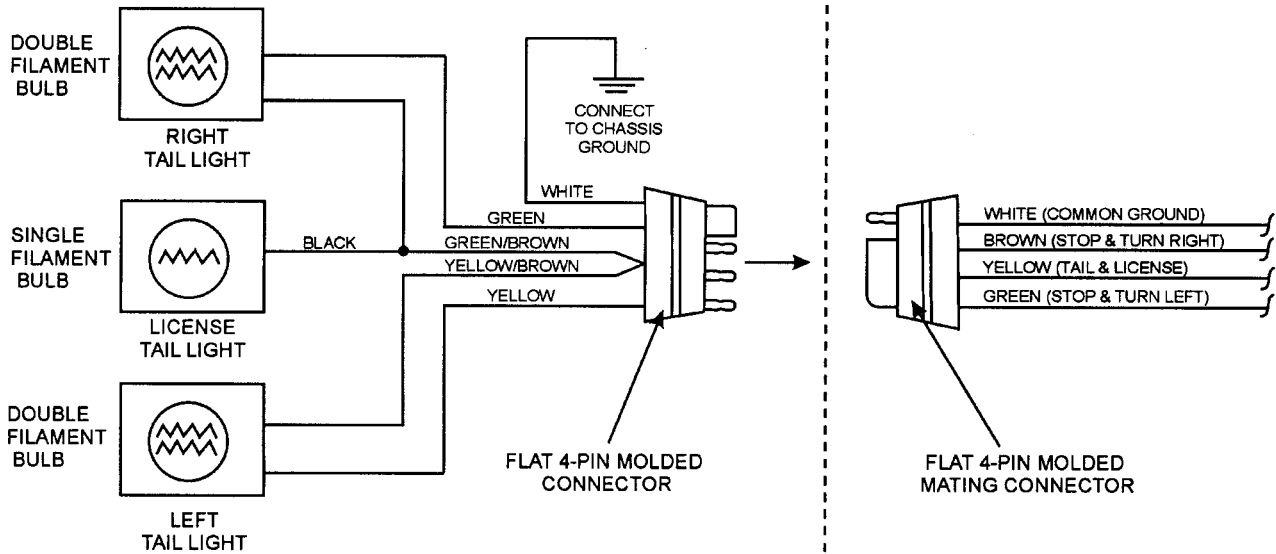 DOUBLE
FILAMENT
BULB
RIGHT
TAIL LIGHT
CONNECT
TO CHASSIS
GROUND
WHITE
GREEN
SINGLE
FILAMENT
BULB
BLACK
GREEN/BROWN
YELLOW/BROWN
YELLOW
LICENSE
TAIL LIGHT
DOUBLE
FILAMENT
BULB
LEFT
TAIL LIGHT
FLAT 4-PIN MOLDED
CONNECTOR
WHITE (COMMON GROUND)
BROWN (STOP & TURN RIGHT)
YELLOW (TAIL & LICENSE)
GREEN (STOP & TURN LEFT)
FLAT 4-PIN MOLDED
MATING CONNECTOR